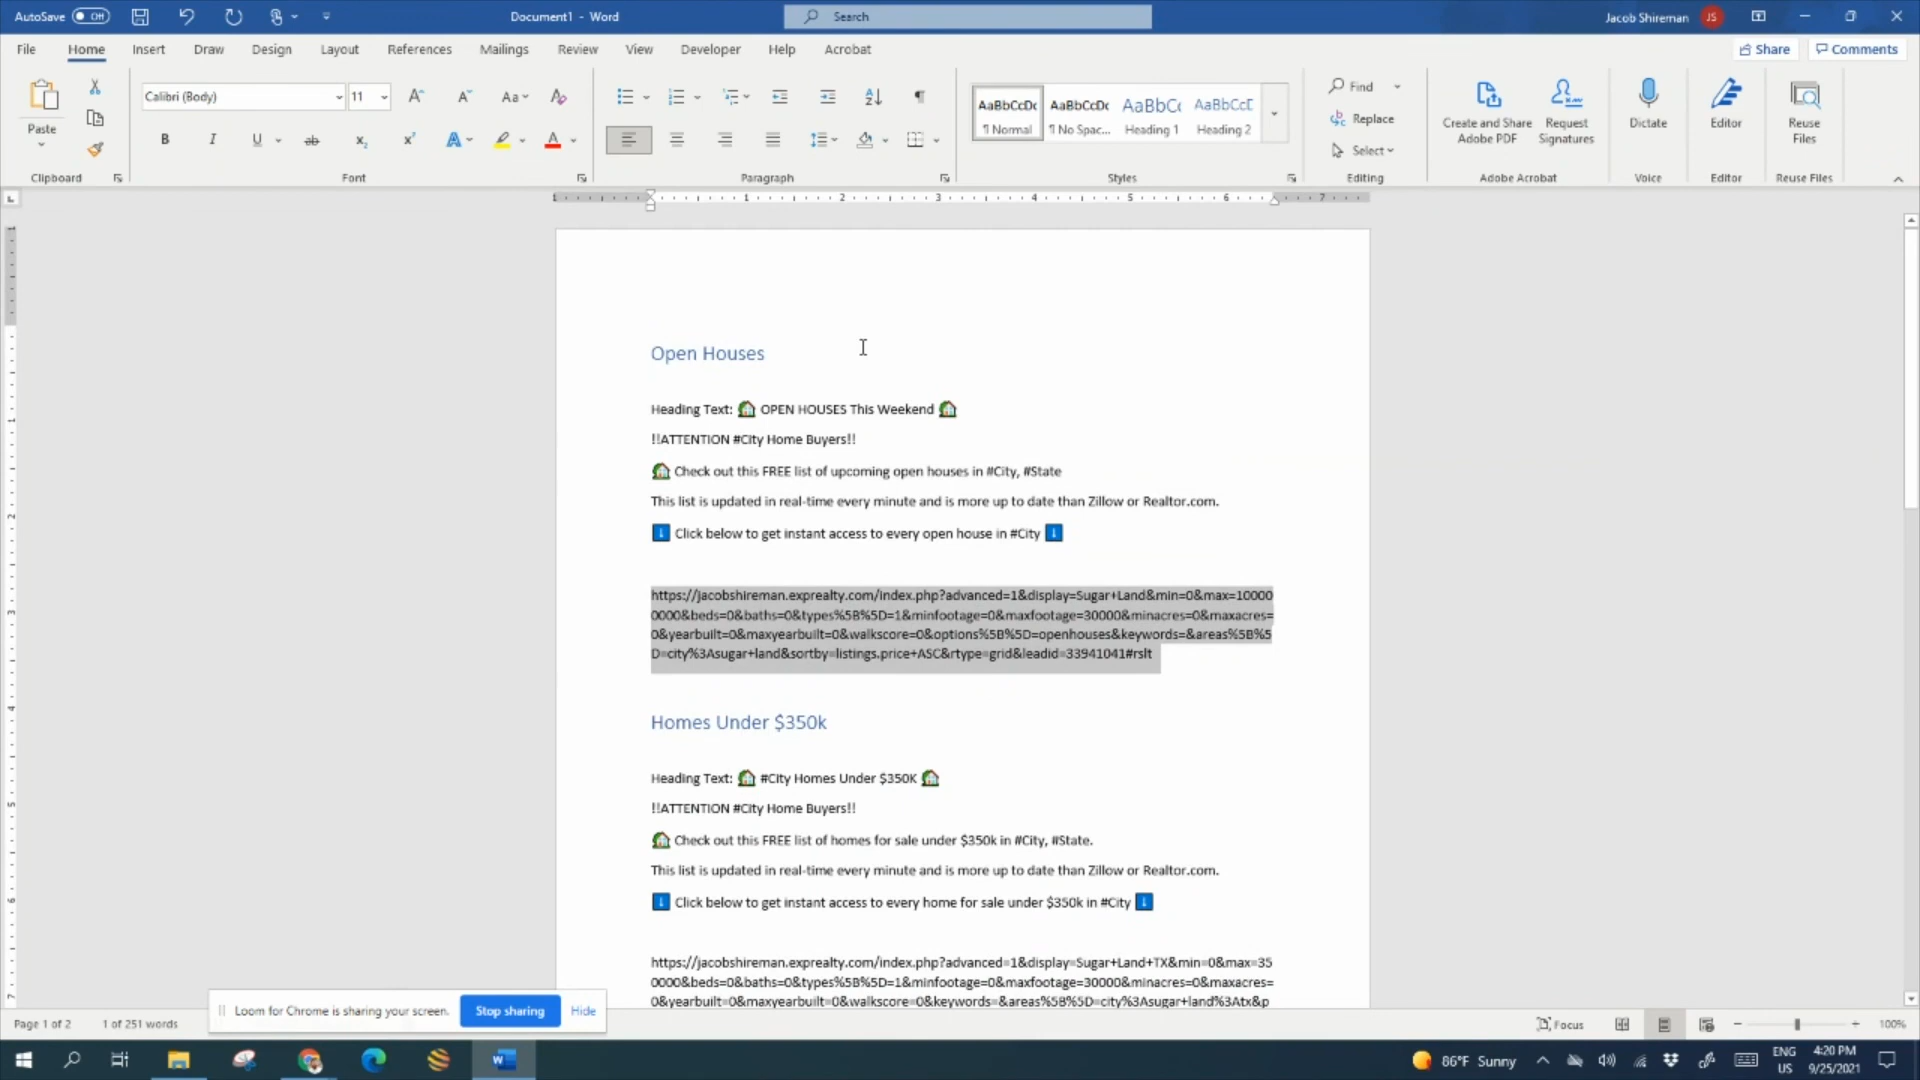 AutoSave Off Document1 - Word Search Jacob Shireman JS
File Home Insert Draw Design Layout References Mailings Review View Developer Help Acrobat Share Comments
Paste
Calibri (Body) 11
AaBbCcDc AaBbCcDc AaBbCc AaBbCcD
¶ Normal ¶ No Spac... Heading 1 Heading 2
Find
Replace
Select
Create and Share Adobe PDF
Request Signatures
Dictate
Editor
Reuse Files
Clipboard Font Paragraph Styles Editing Adobe Acrobat Voice Editor Reuse Files
1 1 2 3 4 5 6 7
Open Houses
Heading Text: 🏠 OPEN HOUSES This Weekend 🏠
!!ATTENTION #City Home Buyers!!
🏠 Check out this FREE list of upcoming open houses in #City, #State
This list is updated in real-time every minute and is more up to date than Zillow or Realtor.com.
⬇ Click below to get instant access to every open house in #City ⬇
https://jacobshireman.exprealty.com/index.php?advanced=1&display=Sugar+Land&min=0&max=10000
0000&beds=0&baths=0&types%5B%5D=1&minfootage=0&maxfootage=30000&minacres=0&maxacres=
0&yearbuilt=0&maxyearbuilt=0&walkscore=0&options%5B%5D=openhouses&keywords=&areas%5B%5
D=city%3Asugar+land&sortby=listings.price+ASC&rtype=grid&leadid=33941041#rslt
Homes Under $350k
Heading Text: 🏠 #City Homes Under $350K 🏠
!!ATTENTION #City Home Buyers!!
🏠 Check out this FREE list of homes for sale under $350k in #City, #State.
This list is updated in real-time every minute and is more up to date than Zillow or Realtor.com.
⬇ Click below to get instant access to every home for sale under $350k in #City ⬇
https://jacobshireman.exprealty.com/index.php?advanced=1&display=Sugar+Land+TX&min=0&max=35
0000&beds=0&baths=0&types%5B%5D=1&minfootage=0&maxfootage=30000&minacres=0&maxacres=
0&yearbuilt=0&maxyearbuilt=0&walkscore=0&keywords=&areas%5B%5D=city%3Asugar+land%3Atx&p
Loom for Chrome is sharing your screen. Stop sharing Hide
Page 1 of 2 1 of 251 words Focus 100%
86°F Sunny ENG US 4:20 PM 9/25/2021